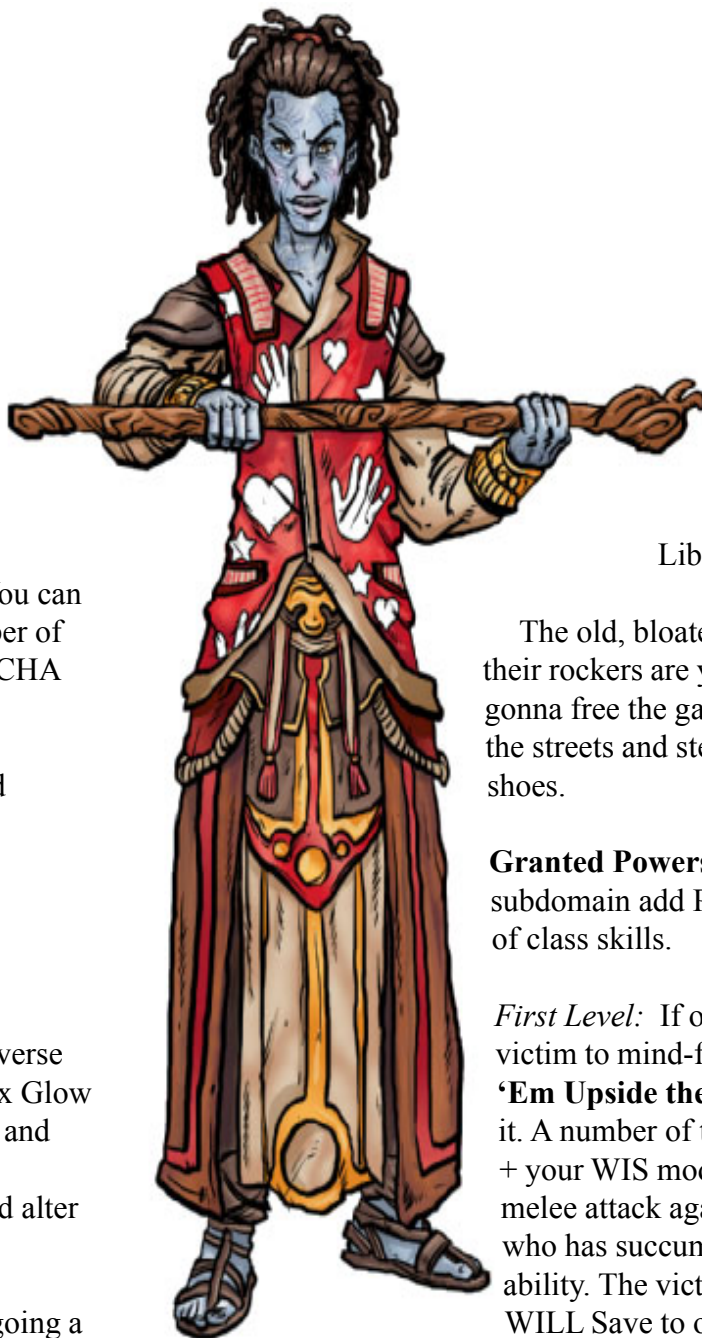 ou can
er of
CHA
d
verse
x Glow
and
d alter
going a
Lib
The old, bloate
their rockers are y
gonna free the ga
the streets and ste
shoes.
Granted Powers
subdomain add
of class skills.
First Level: If o
victim to mind-f
‘Em Upside the
it. A number of t
+ your WIS mod
melee attack aga
who has succun
ability. The vict
WILL Save to o